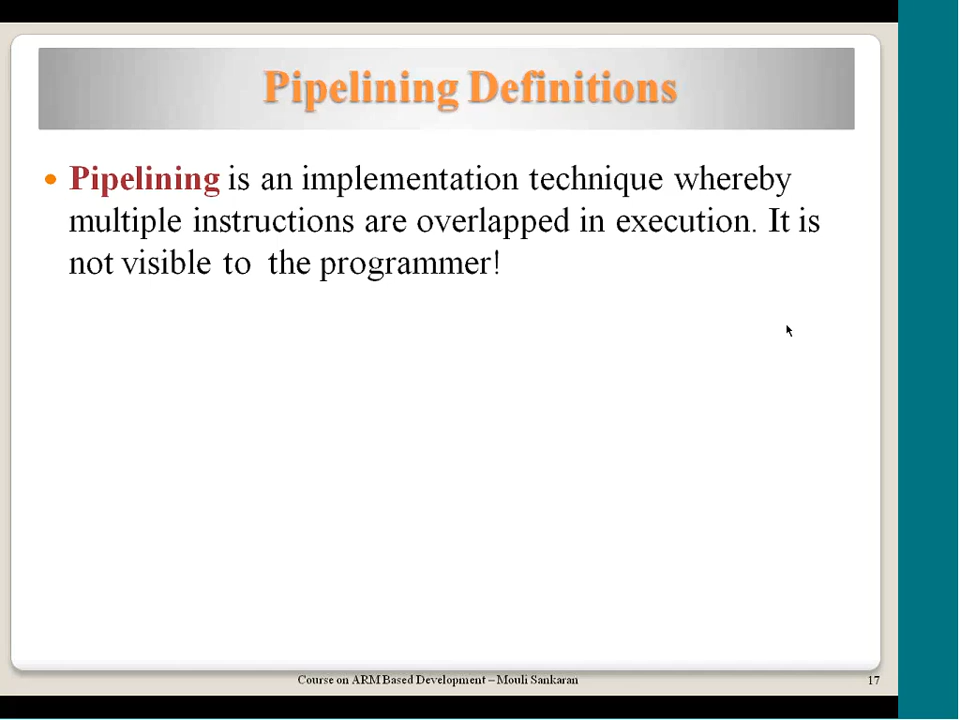 Pipelining Definitions
Pipelining is an implementation technique whereby
multiple instructions are overlapped in execution. It is
not visible to the programmer!
Course on ARM Based Development – Mouli Sankaran
17